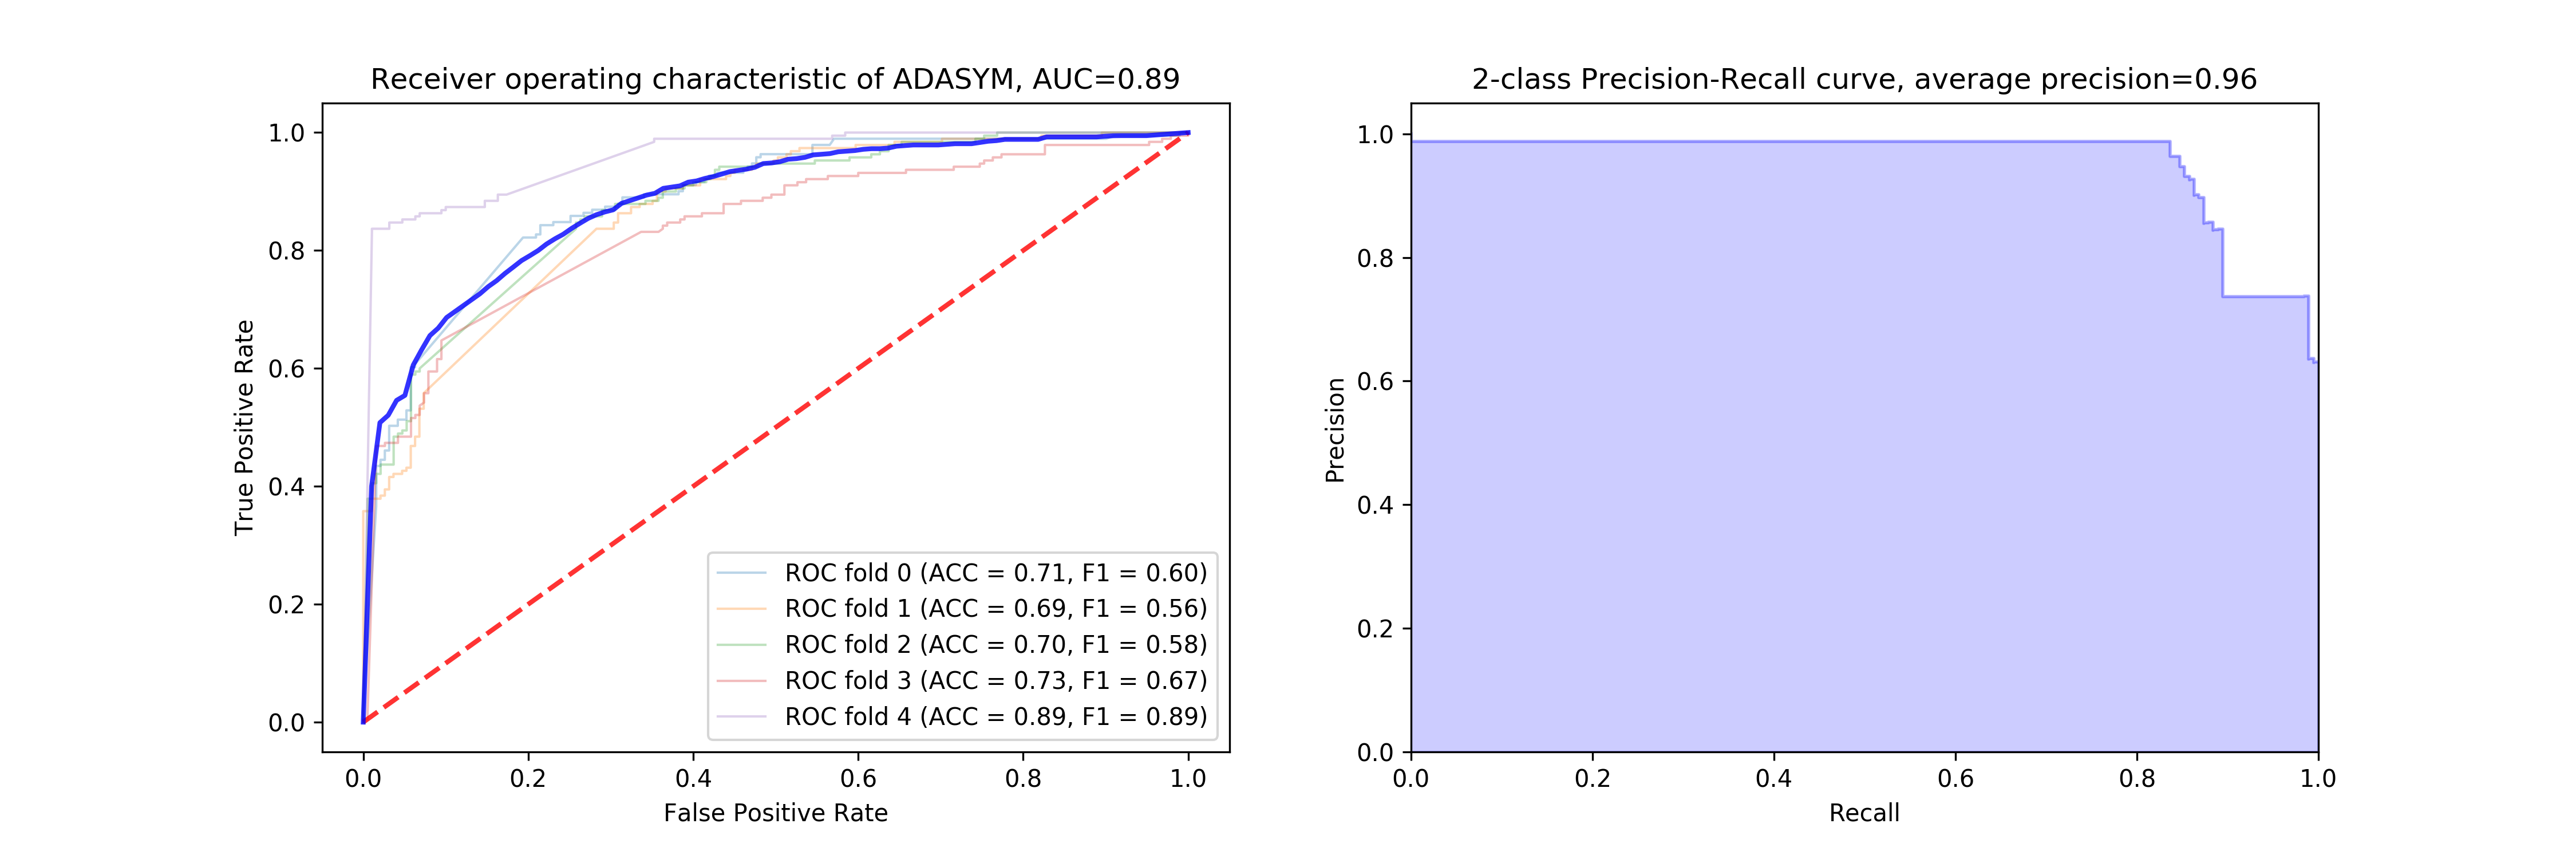 Receiver operating characteristic of ADASYM, AUC=0.89
1.0
0.8
0.6
0.4
0.2
0.0
True Positive Rate
ROC fold 0 (ACC = 0.71, F1 = 0.60)
ROC fold 1 (ACC = 0.69, F1 = 0.56)
ROC fold 2 (ACC = 0.70, F1 = 0.58)
ROC fold 3 (ACC = 0.73, F1 = 0.67)
ROC fold 4 (ACC = 0.89, F1 = 0.89)
0.0 0.2 0.4 0.6 0.8 1.0
False Positive Rate
2-class Precision-Recall curve, average precision=0.96
1.0
0.8
0.6
0.4
0.2
0.0
Precision
0.0 0.2 0.4 0.6 0.8 1.0
Recall